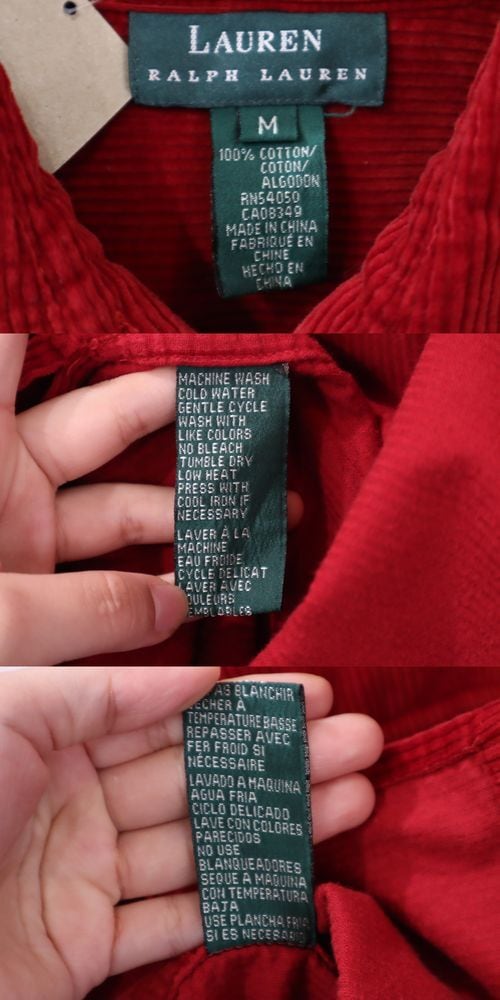 LAUREN
RALPH LAUREN
M
100% COTTON/
COTON/
ALGODON
RN54050
CA08349
MADE IN CHINA
FABRIQUÉ EN
CHINE
HECHO EN
CHINA
MACHINE WASH
COLD WATER
GENTLE CYCLE
WASH WITH
LIKE COLORS
NO BLEACH
TUMBLE DRY
LOW HEAT
PRESS WITH
COOL IRON IF
NECESSARY
LAVER À LA
MACHINE
EAU FROIDE
CYCLE DELICAT
LAVER AVEC
BLANCHIR
TEMPERATURE BASSE
REPASSER AVEC
FER FROID SI
NÉCESSAIRE
LAVADO A MAQUINA
AGUA FRIA
CICLO DELICADO
LAVE CON COLORES
PARECIDOS
NO USE
BLANQUEADORES
SEQUE A MAQUINA
CON TEMPERATURA
BAJA
USE PLANCHA FRIA
SI ES NECESARIO